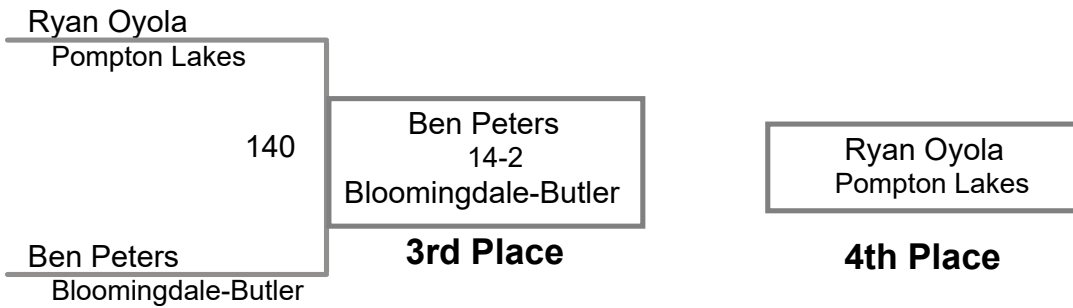 Ryan Oyola
Pompton Lakes
140
Ben Peters
14-2
Bloomingdale-Butler
3rd Place
Ryan Oyola
Pompton Lakes
4th Place
Ben Peters
Bloomingdale-Butler